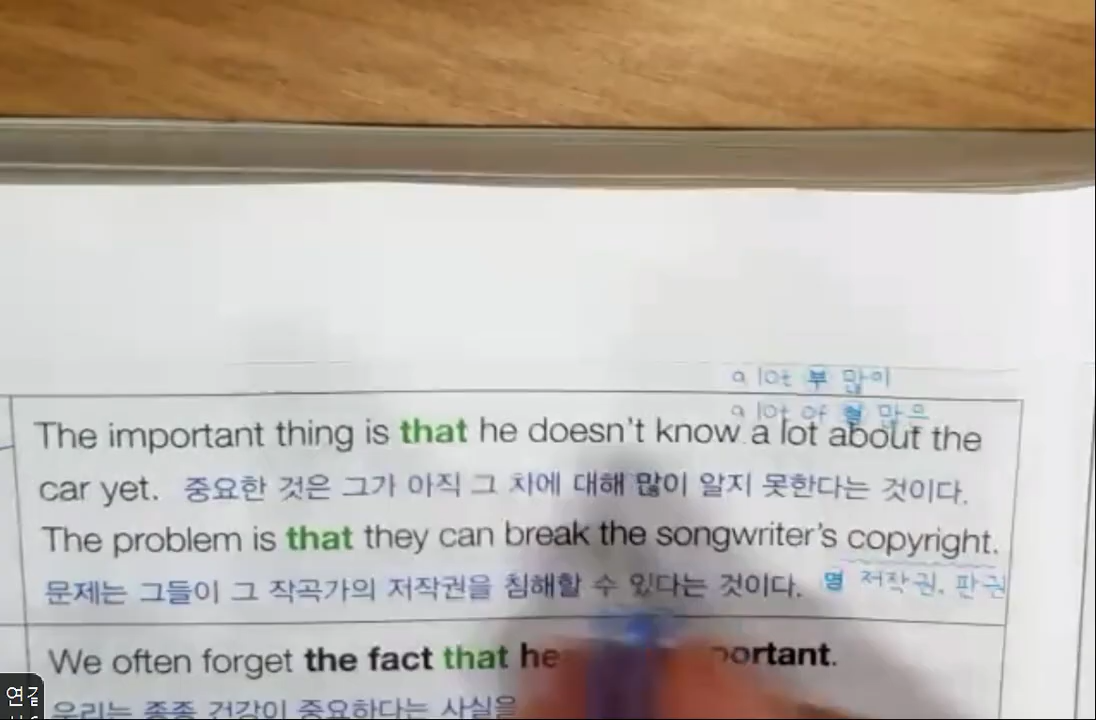 a lot 부 많이
a lot of 형 많은
The important thing is that he doesn't know a lot about the
car yet. 중요한 것은 그가 아직 그 차에 대해 많이 알지 못한다는 것이다.
The problem is that they can break the songwriter's copyright.
문제는 그들이 그 작곡가의 저작권을 침해할 수 있다는 것이다. 명 저작권, 판권
We often forget the fact that he portant.
우리는 종종 건강이 중요하다는 사실을